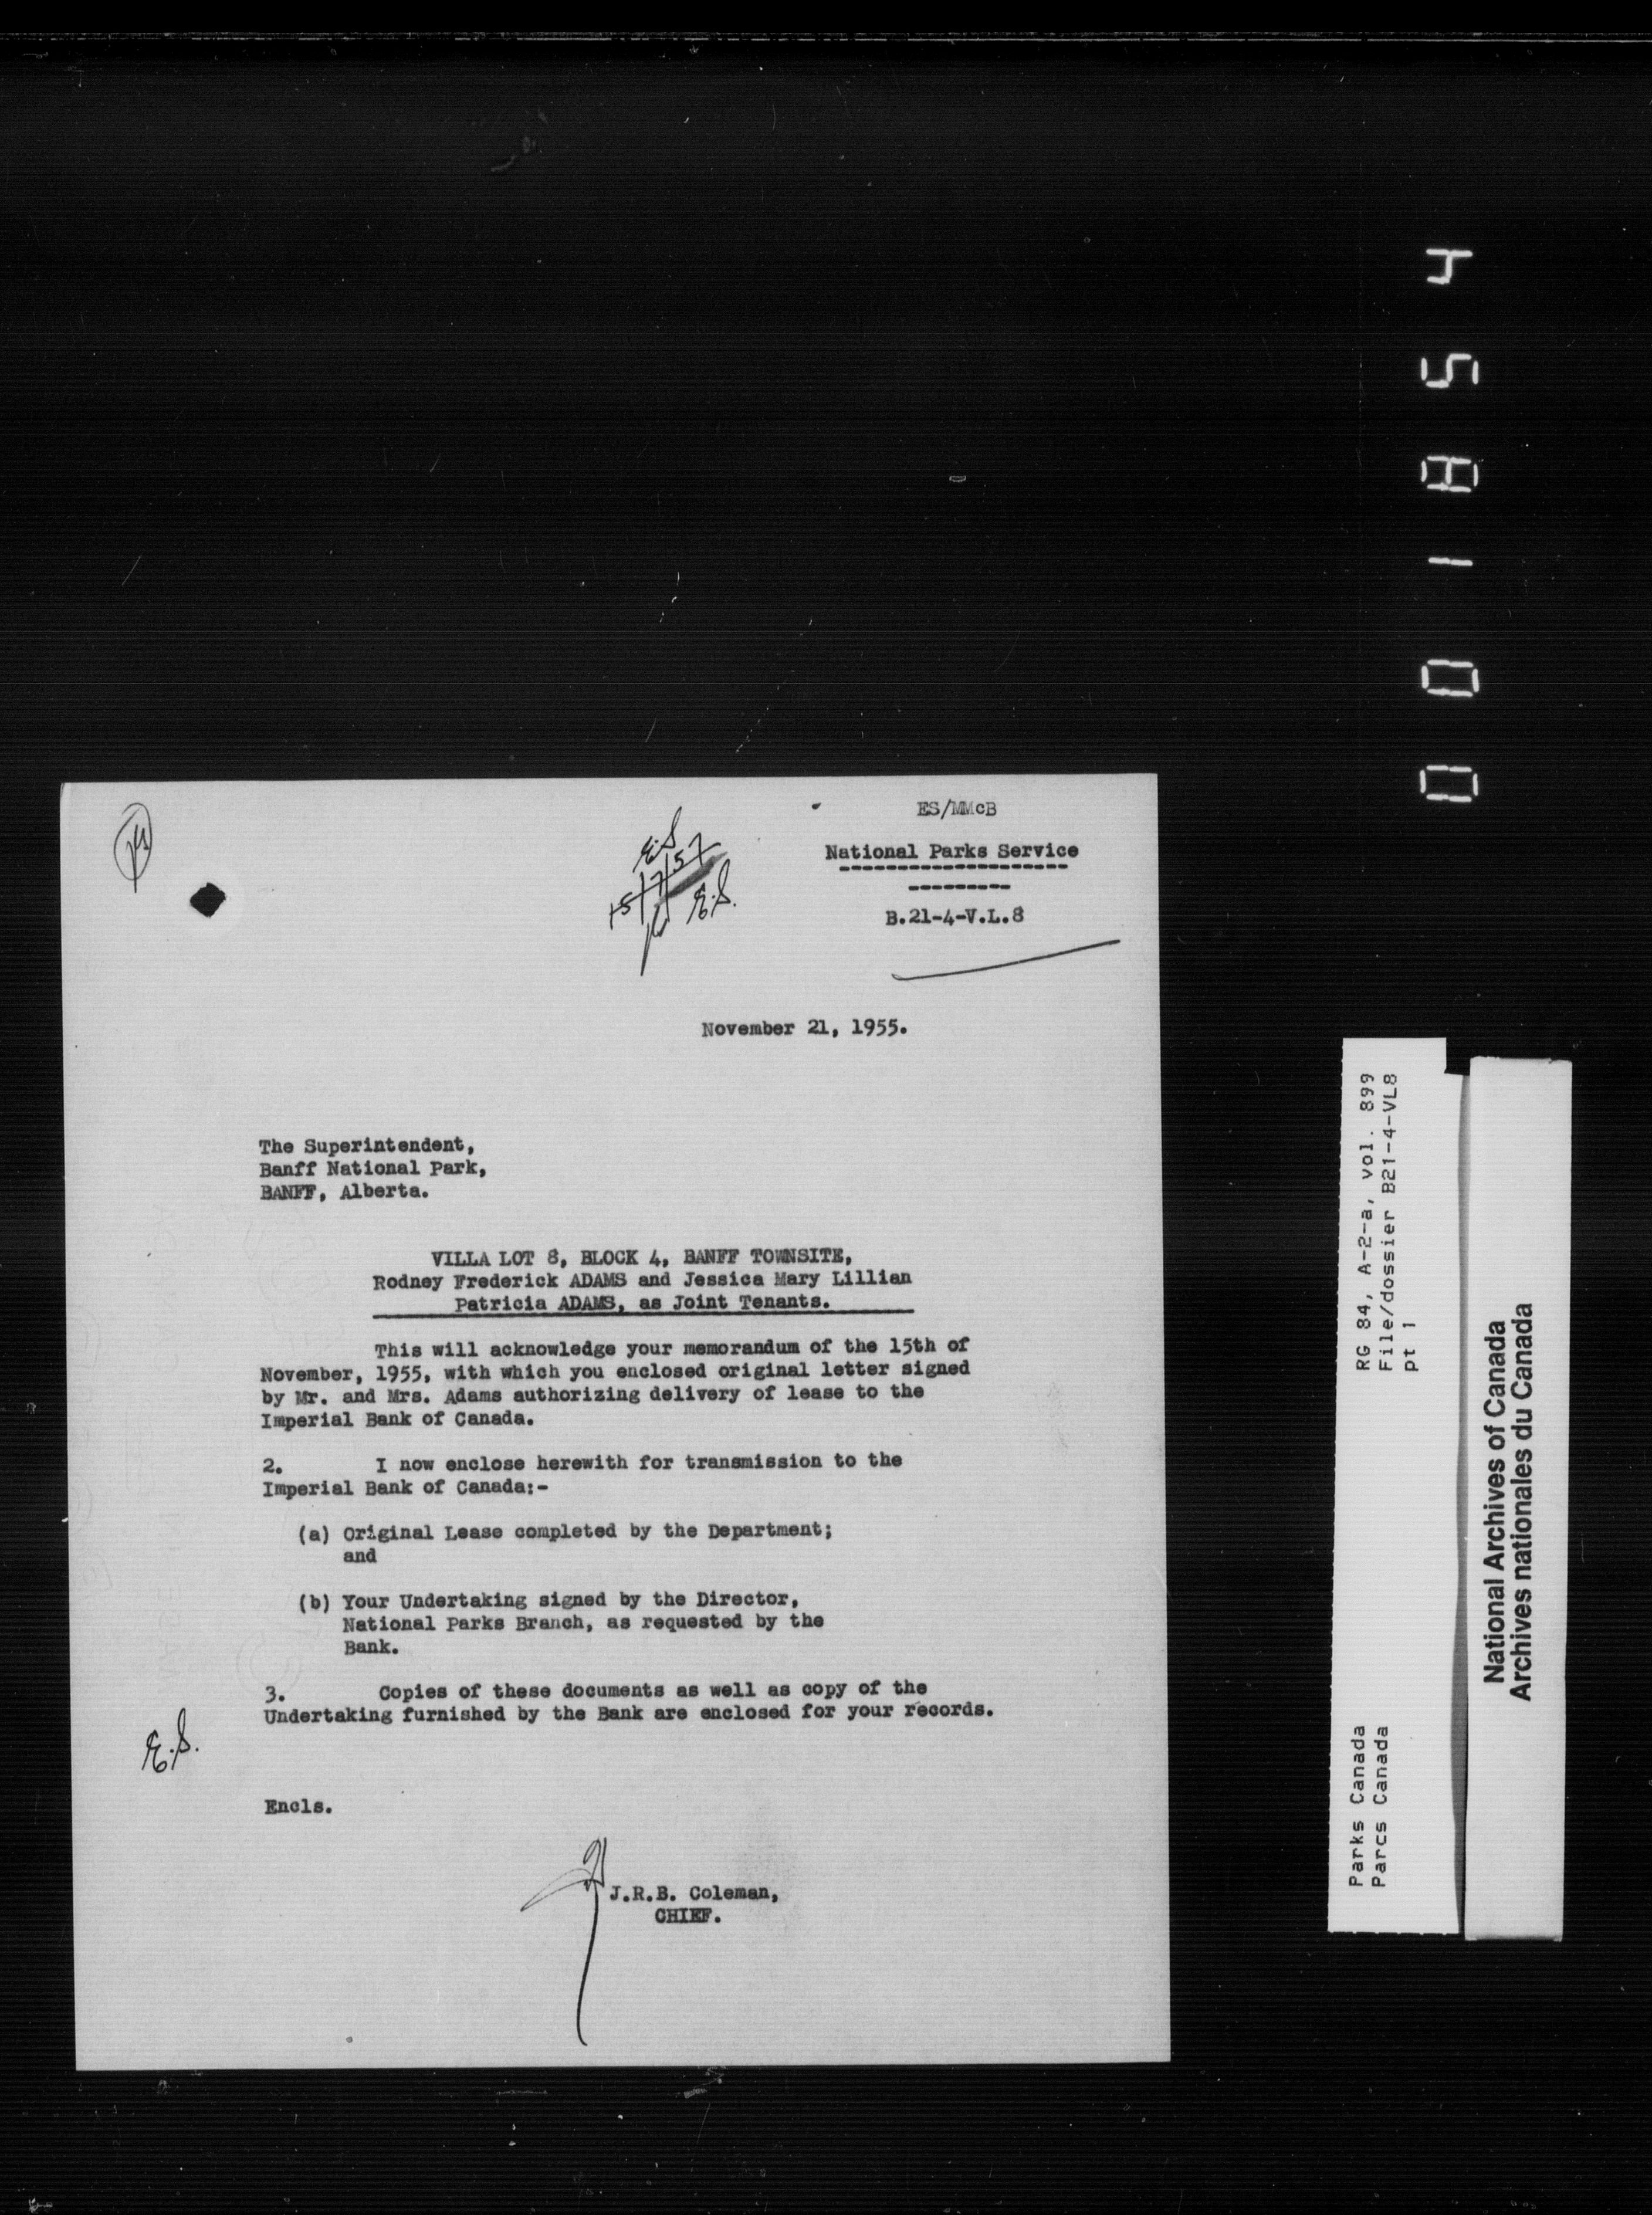 ES/MMcB
National Parks Service
B.21-4-V.L.8
E.S
15/7/57
E.S.
November 21, 1955.
The Superintendent,
Banff National Park,
BANFF, Alberta.
VILLA LOT 8, BLOCK 4, BANFF TOWNSITE,
Rodney Frederick ADAMS and Jessica Mary Lillian
Patricia ADAMS, as Joint Tenants.
This will acknowledge your memorandum of the 15th of
November, 1955, with which you enclosed original letter signed
by Mr. and Mrs. Adams authorizing delivery of lease to the
Imperial Bank of Canada.
2. I now enclose herewith for transmission to the
Imperial Bank of Canada:-
(a) Original Lease completed by the Department;
and
(b) Your Undertaking signed by the Director,
National Parks Branch, as requested by the
Bank.
3. Copies of these documents as well as copy of the
Undertaking furnished by the Bank are enclosed for your records.
E.S.
Encls.
J.R.B. Coleman,
CHIEF.
RG 84, A-2-a, vol. 899
File/dossier B21-4-VL8
pt 1
Parks Canada
Parcs Canada
National Archives of Canada
Archives nationales du Canada